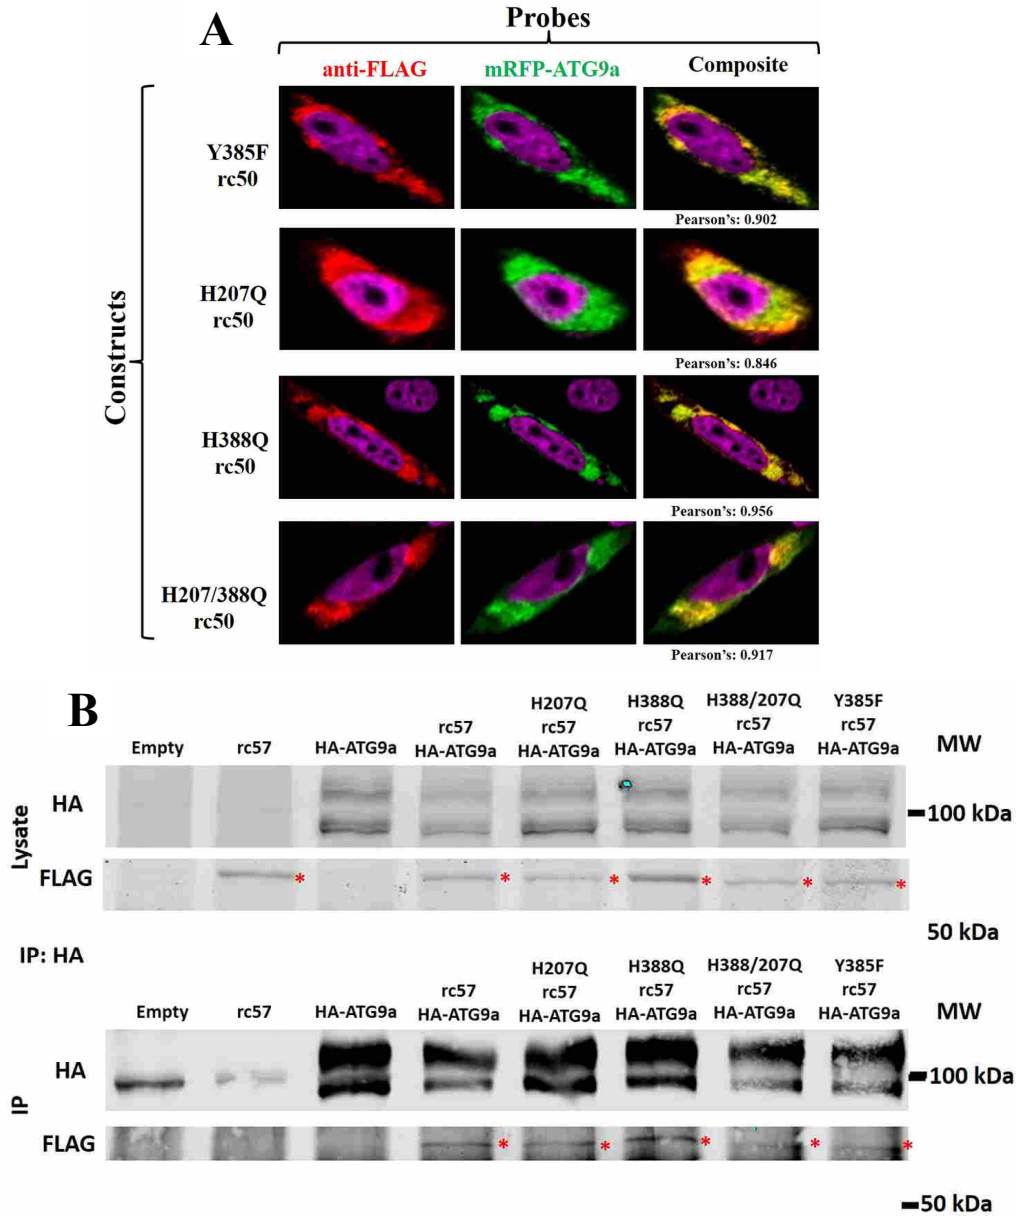 A
Probes
anti-FLAG
mRFP-ATG9a
Composite
Constructs
Y385F
rc50
Pearson's: 0.902
H207Q
rc50
Pearson's: 0.846
H388Q
rc50
Pearson's: 0.956
H207/388Q
rc50
Pearson's: 0.917
B
Empty
rc57
HA-ATG9a
rc57
HA-ATG9a
H207Q
rc57
HA-ATG9a
H388Q
rc57
HA-ATG9a
H388/207Q
rc57
HA-ATG9a
Y385F
rc57
HA-ATG9a
MW
Lysate
HA
100 kDa
FLAG
* * * * * *
50 kDa
IP: HA
Empty
rc57
HA-ATG9a
rc57
HA-ATG9a
H207Q
rc57
HA-ATG9a
H388Q
rc57
HA-ATG9a
H388/207Q
rc57
HA-ATG9a
Y385F
rc57
HA-ATG9a
MW
IP
HA
100 kDa
FLAG
* * * * *
50 kDa